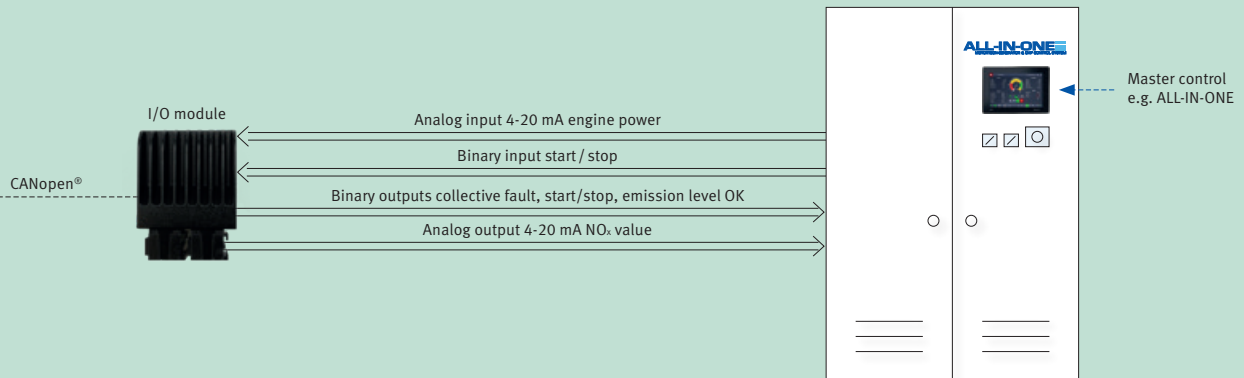 ALL-IN-ONE
Master control
e.g. ALL-IN-ONE
I/O module
Analog input 4-20 mA engine power
Binary input start / stop
CANopen®
Binary outputs collective fault, start/stop, emission level OK
Analog output 4-20 mA NOₓ value